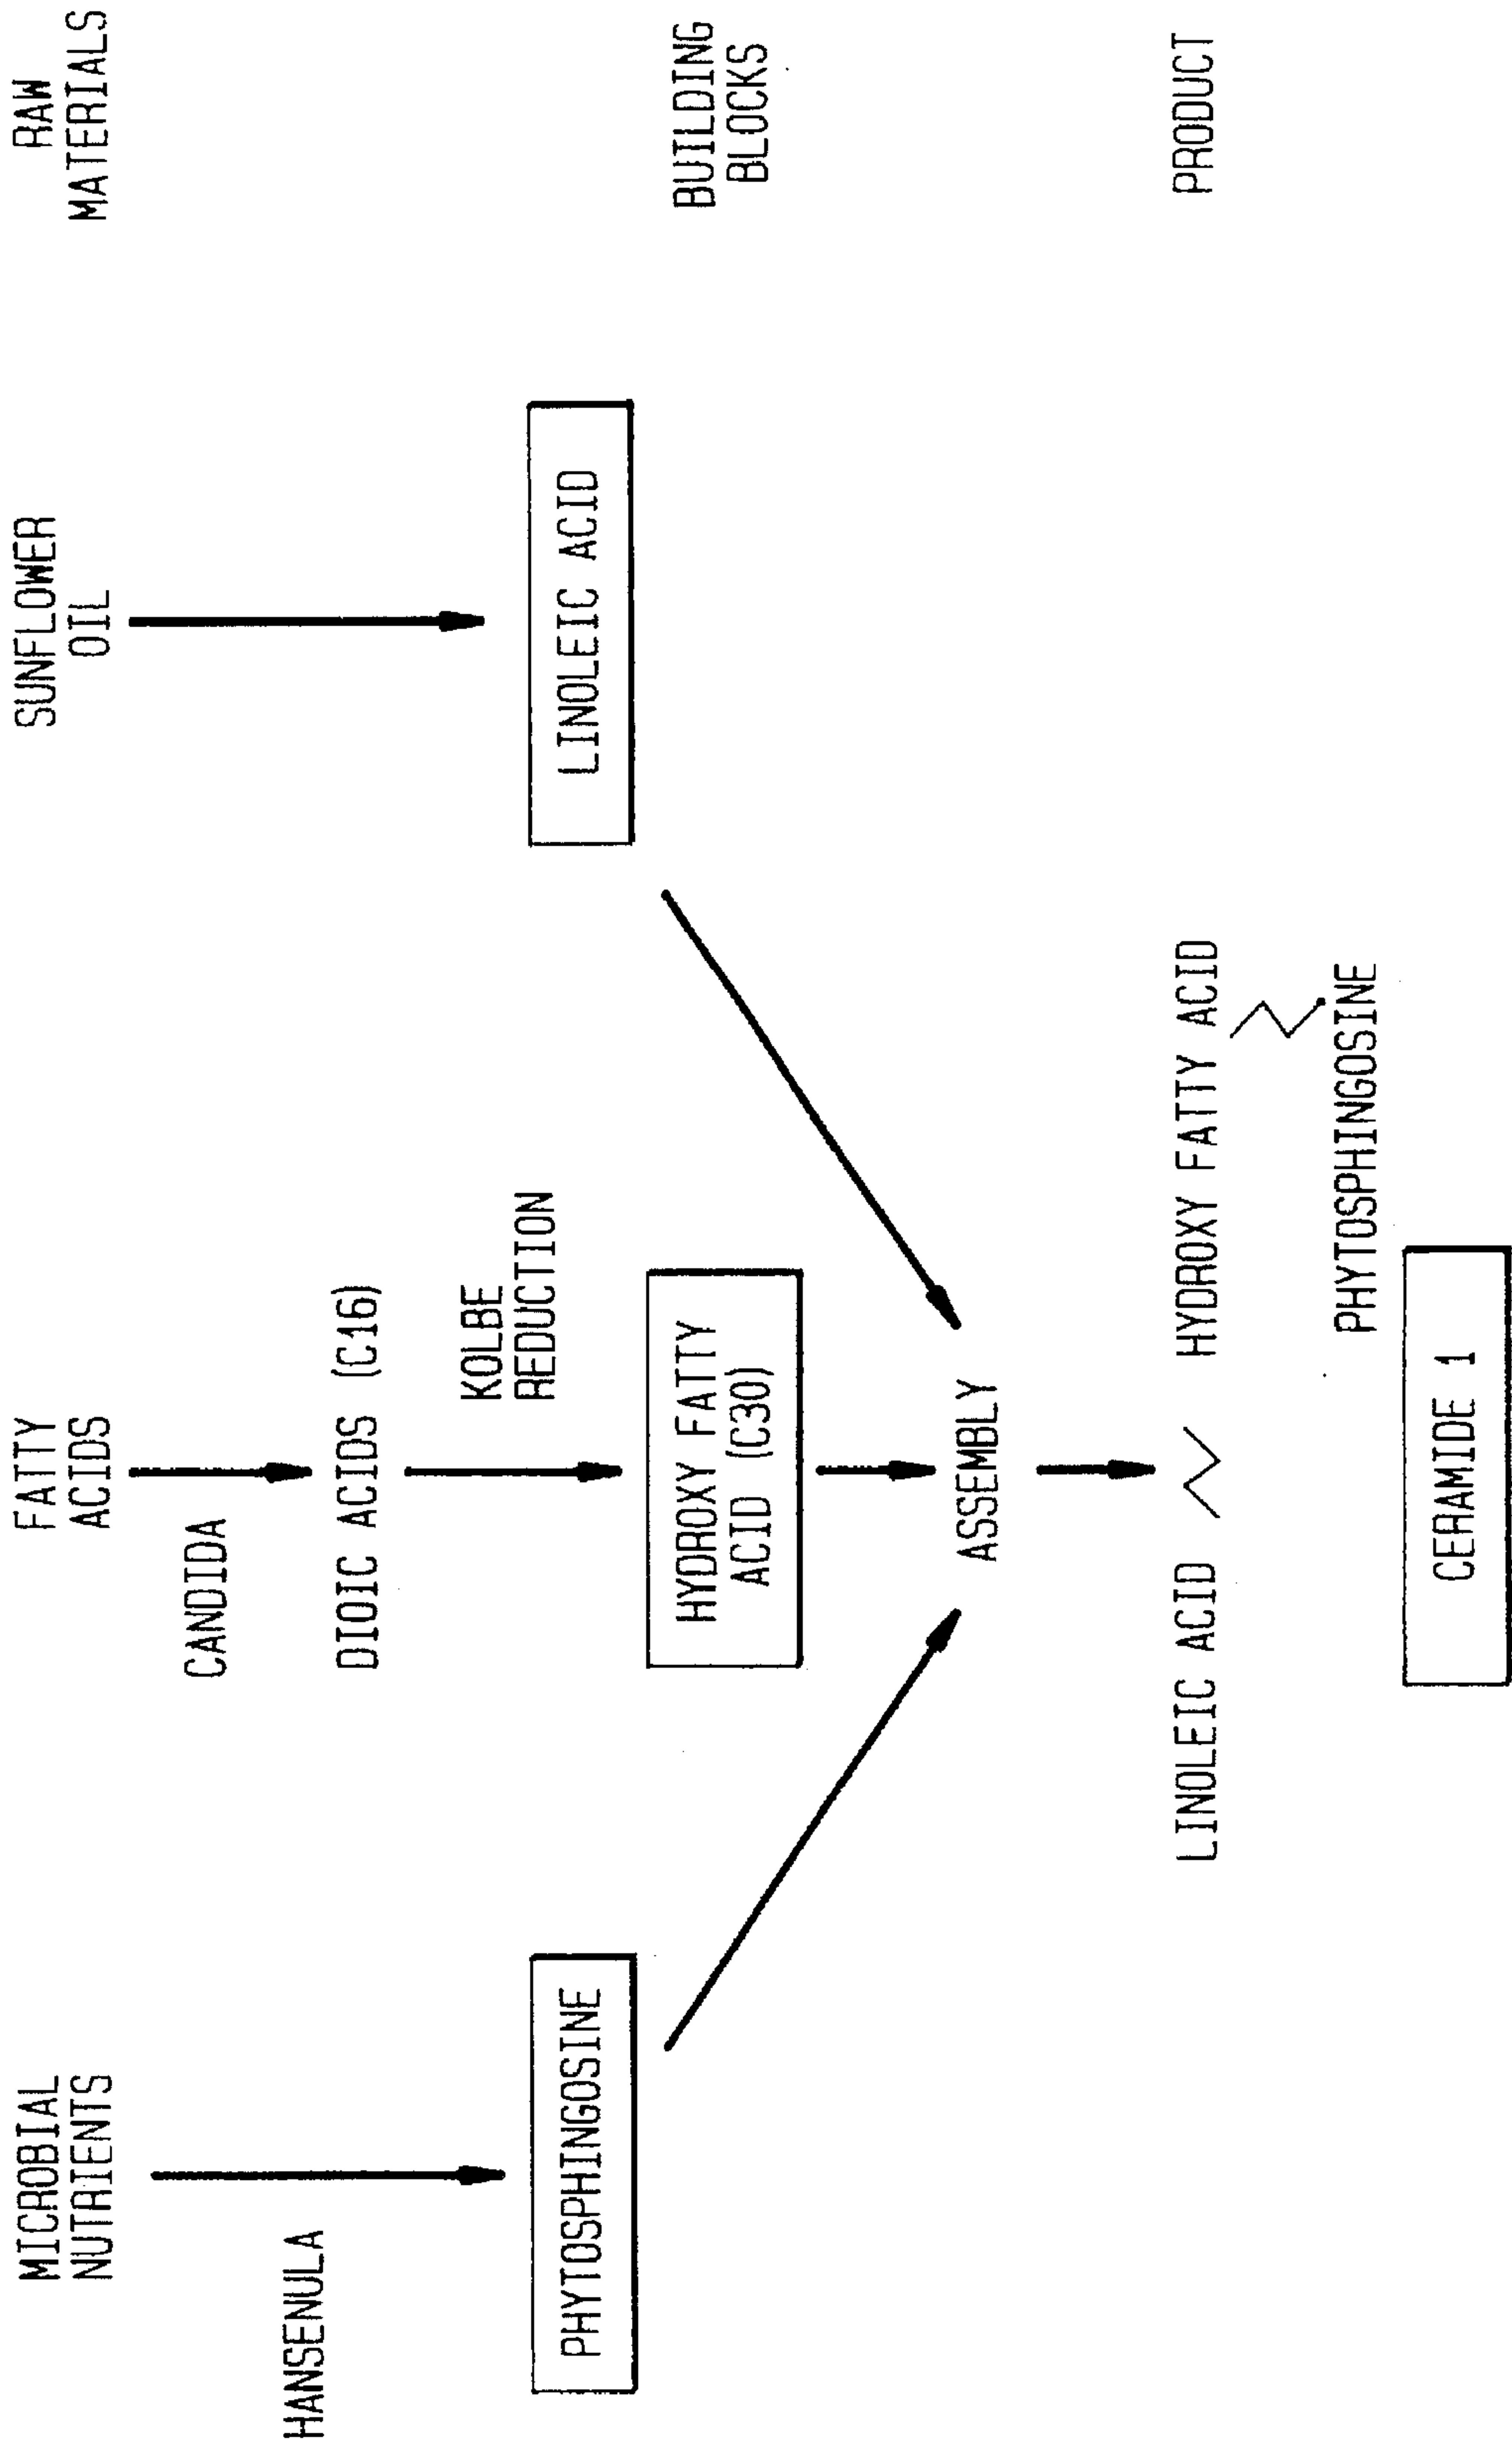 MICROBIAL
NUTRIENTS
FATTY
ACIDS
SUNFLOWER
OIL
RAW
MATERIALS
HANSENULA
CANDIDA
DIOIC ACIDS (C16)
KOLBE
REDUCTION
PHYTOSPHINGOSINE
HYDROXY FATTY
ACID (C30)
LINOLEIC ACID
BUILDING
BLOCKS
ASSEMBLY
LINOLEIC ACID
HYDROXY FATTY ACID
PHYTOSPHINGOSINE
PRODUCT
CERAMIDE 1